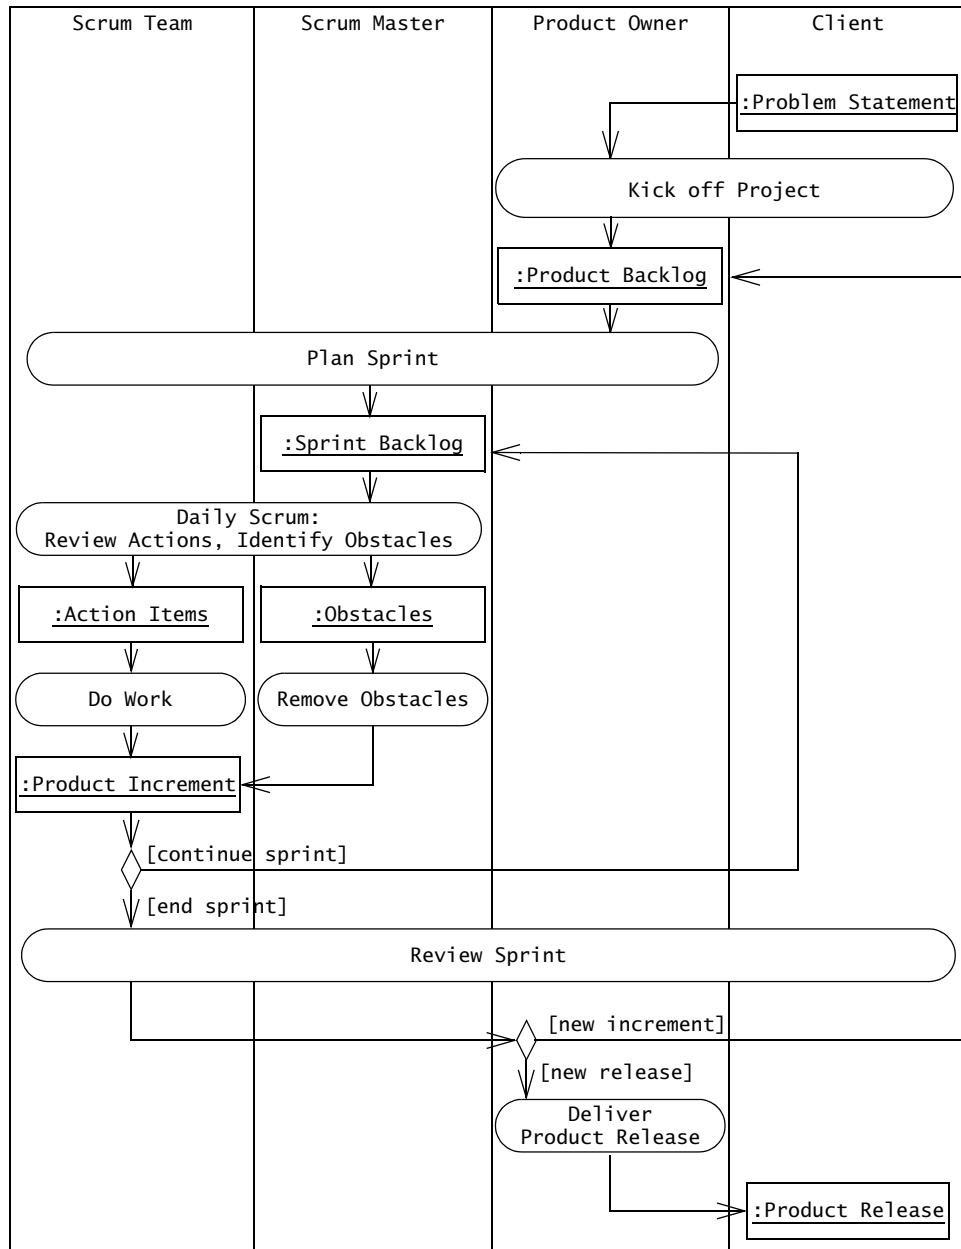 Scrum Team
Scrum Master
Product Owner
Client
:Problem Statement
Kick off Project
:Product Backlog
Plan Sprint
:Sprint Backlog
Daily Scrum:
Review Actions, Identify Obstacles
:Action Items
:Obstacles
Do Work
Remove Obstacles
:Product Increment
[continue sprint]
[end sprint]
Review Sprint
[new increment]
[new release]
Deliver
Product Release
:Product Release